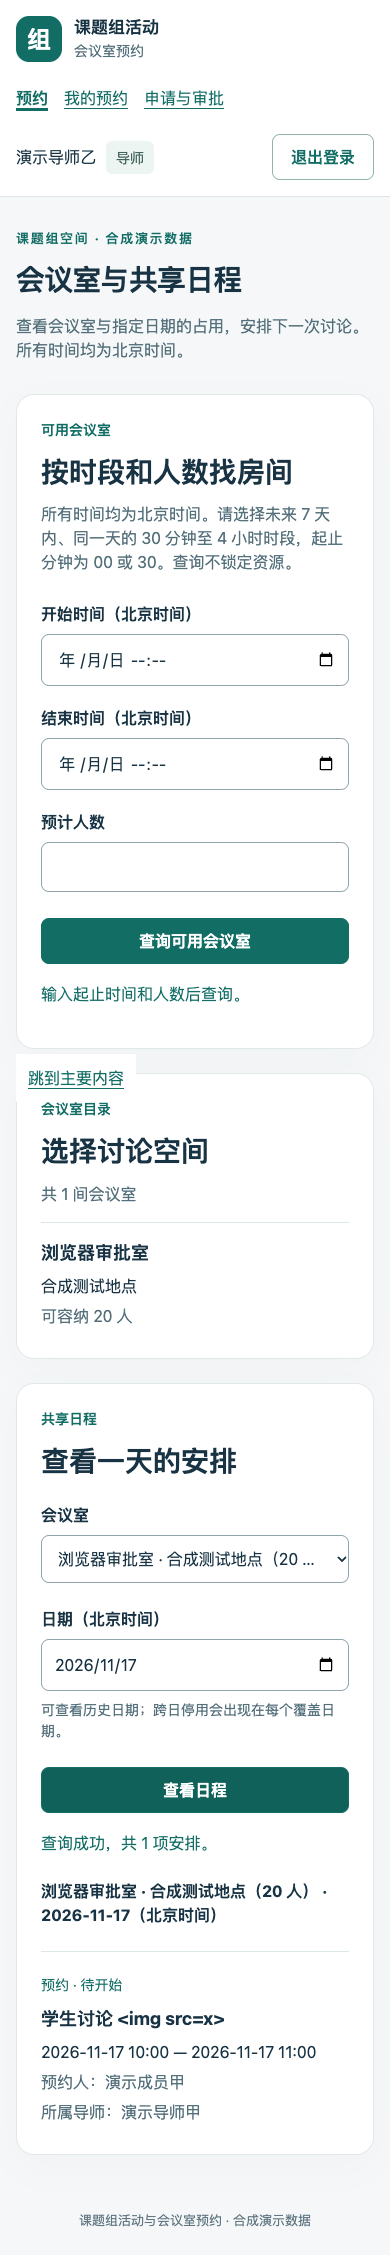 组
课题组活动
会议室预约
预约 我的预约 申请与审批
演示导师乙 导师 退出登录
课题组空间 · 合成演示数据
会议室与共享日程
查看会议室与指定日期的占用，安排下一次讨论。
所有时间均为北京时间。
可用会议室
按时段和人数找房间
所有时间均为北京时间。请选择未来 7 天
内、同一天的 30 分钟至 4 小时时段，起止
分钟为 00 或 30。查询不锁定资源。
开始时间（北京时间）
年 /月/日 --:--
结束时间（北京时间）
年 /月/日 --:--
预计人数
查询可用会议室
输入起止时间和人数后查询。
跳到主要内容
会议室目录
选择讨论空间
共 1 间会议室
浏览器审批室
合成测试地点
可容纳 20 人
共享日程
查看一天的安排
会议室
浏览器审批室 · 合成测试地点（20 ...
日期（北京时间）
2026/11/17
可查看历史日期；跨日停用会出现在每个覆盖日
期。
查看日程
查询成功，共 1 项安排。
浏览器审批室 · 合成测试地点（20 人） ·
2026-11-17（北京时间）
预约 · 待开始
学生讨论 <img src=x>
2026-11-17 10:00 — 2026-11-17 11:00
预约人：演示成员甲
所属导师：演示导师甲
课题组活动与会议室预约 · 合成演示数据